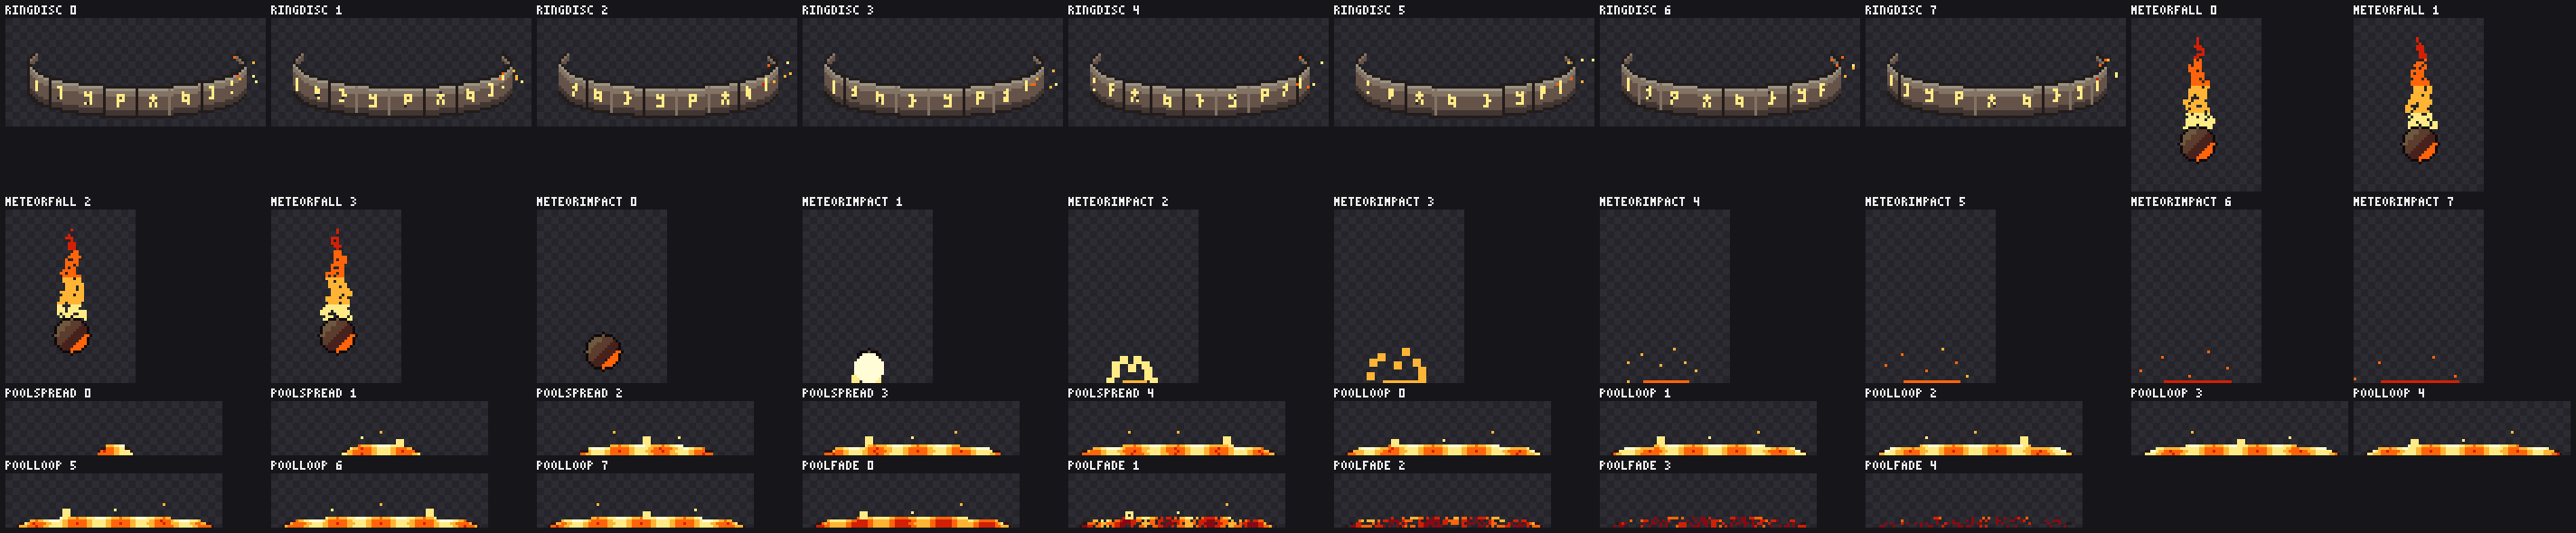 RINGDISC 0 RINGDISC 1 RINGDISC 2 RINGDISC 3 RINGDISC 4 RINGDISC 5 RINGDISC 6 RINGDISC 7 METEORFALL 0 METEORFALL 1
METEORFALL 2 METEORFALL 3 METEORIMPACT 0 METEORIMPACT 1 METEORIMPACT 2 METEORIMPACT 3 METEORIMPACT 4 METEORIMPACT 5 METEORIMPACT 6 METEORIMPACT 7
POOLSPREAD 0 POOLSPREAD 1 POOLSPREAD 2 POOLSPREAD 3 POOLSPREAD 4 POOLLOOP 0 POOLLOOP 1 POOLLOOP 2 POOLLOOP 3 POOLLOOP 4
POOLLOOP 5 POOLLOOP 6 POOLLOOP 7 POOLFADE 0 POOLFADE 1 POOLFADE 2 POOLFADE 3 POOLFADE 4